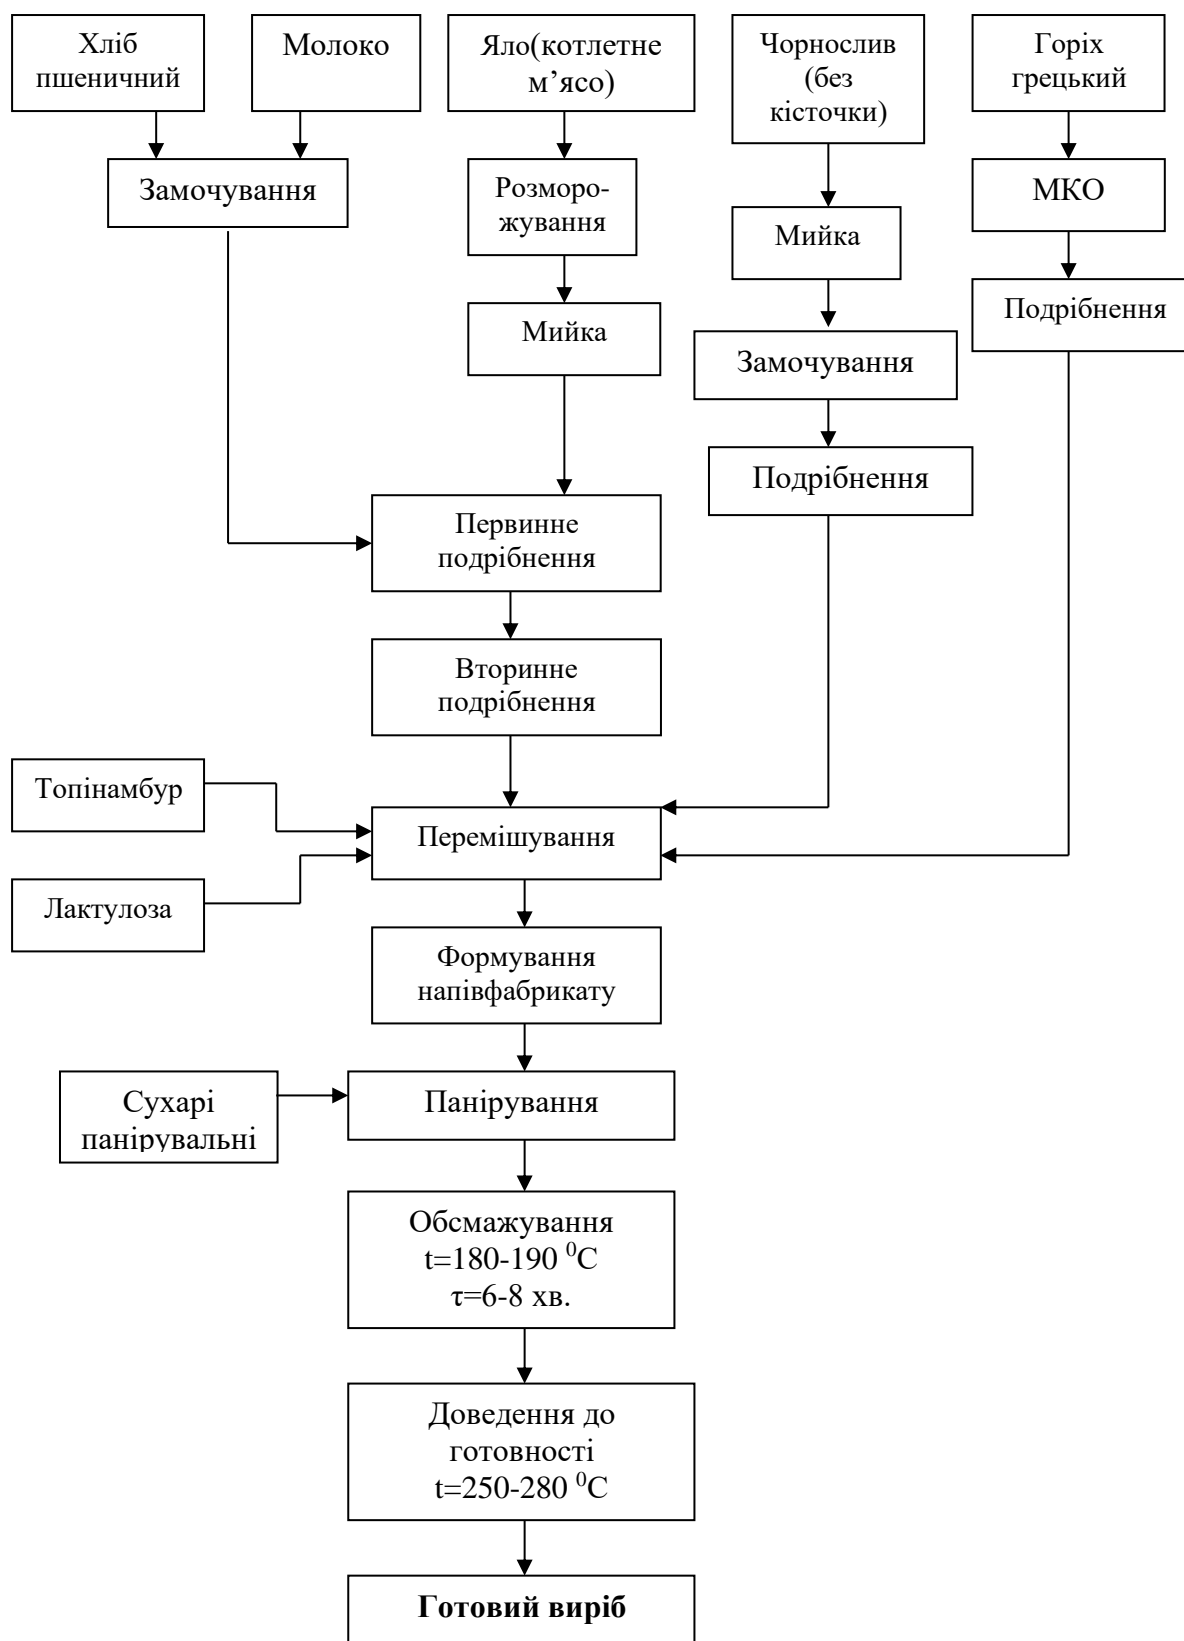 Хліб
пшеничний
Молоко
Яло(котлетне
м’ясо)
Чорнослив
(без
кісточки)
Горіх
грецький
Замочування
Розморо-
жування
Мийка
МКО
Мийка
Замочування
Подрібнення
Подрібнення
Первинне
подрібнення
Вторинне
подрібнення
Топінамбур
Перемішування
Лактулоза
Формування
напівфабрикату
Сухарі
панірувальні
Панірування
Обсмажування
t=180-190 ⁰С
τ=6-8 хв.
Доведення до
готовності
t=250-280 ⁰С
Готовий виріб